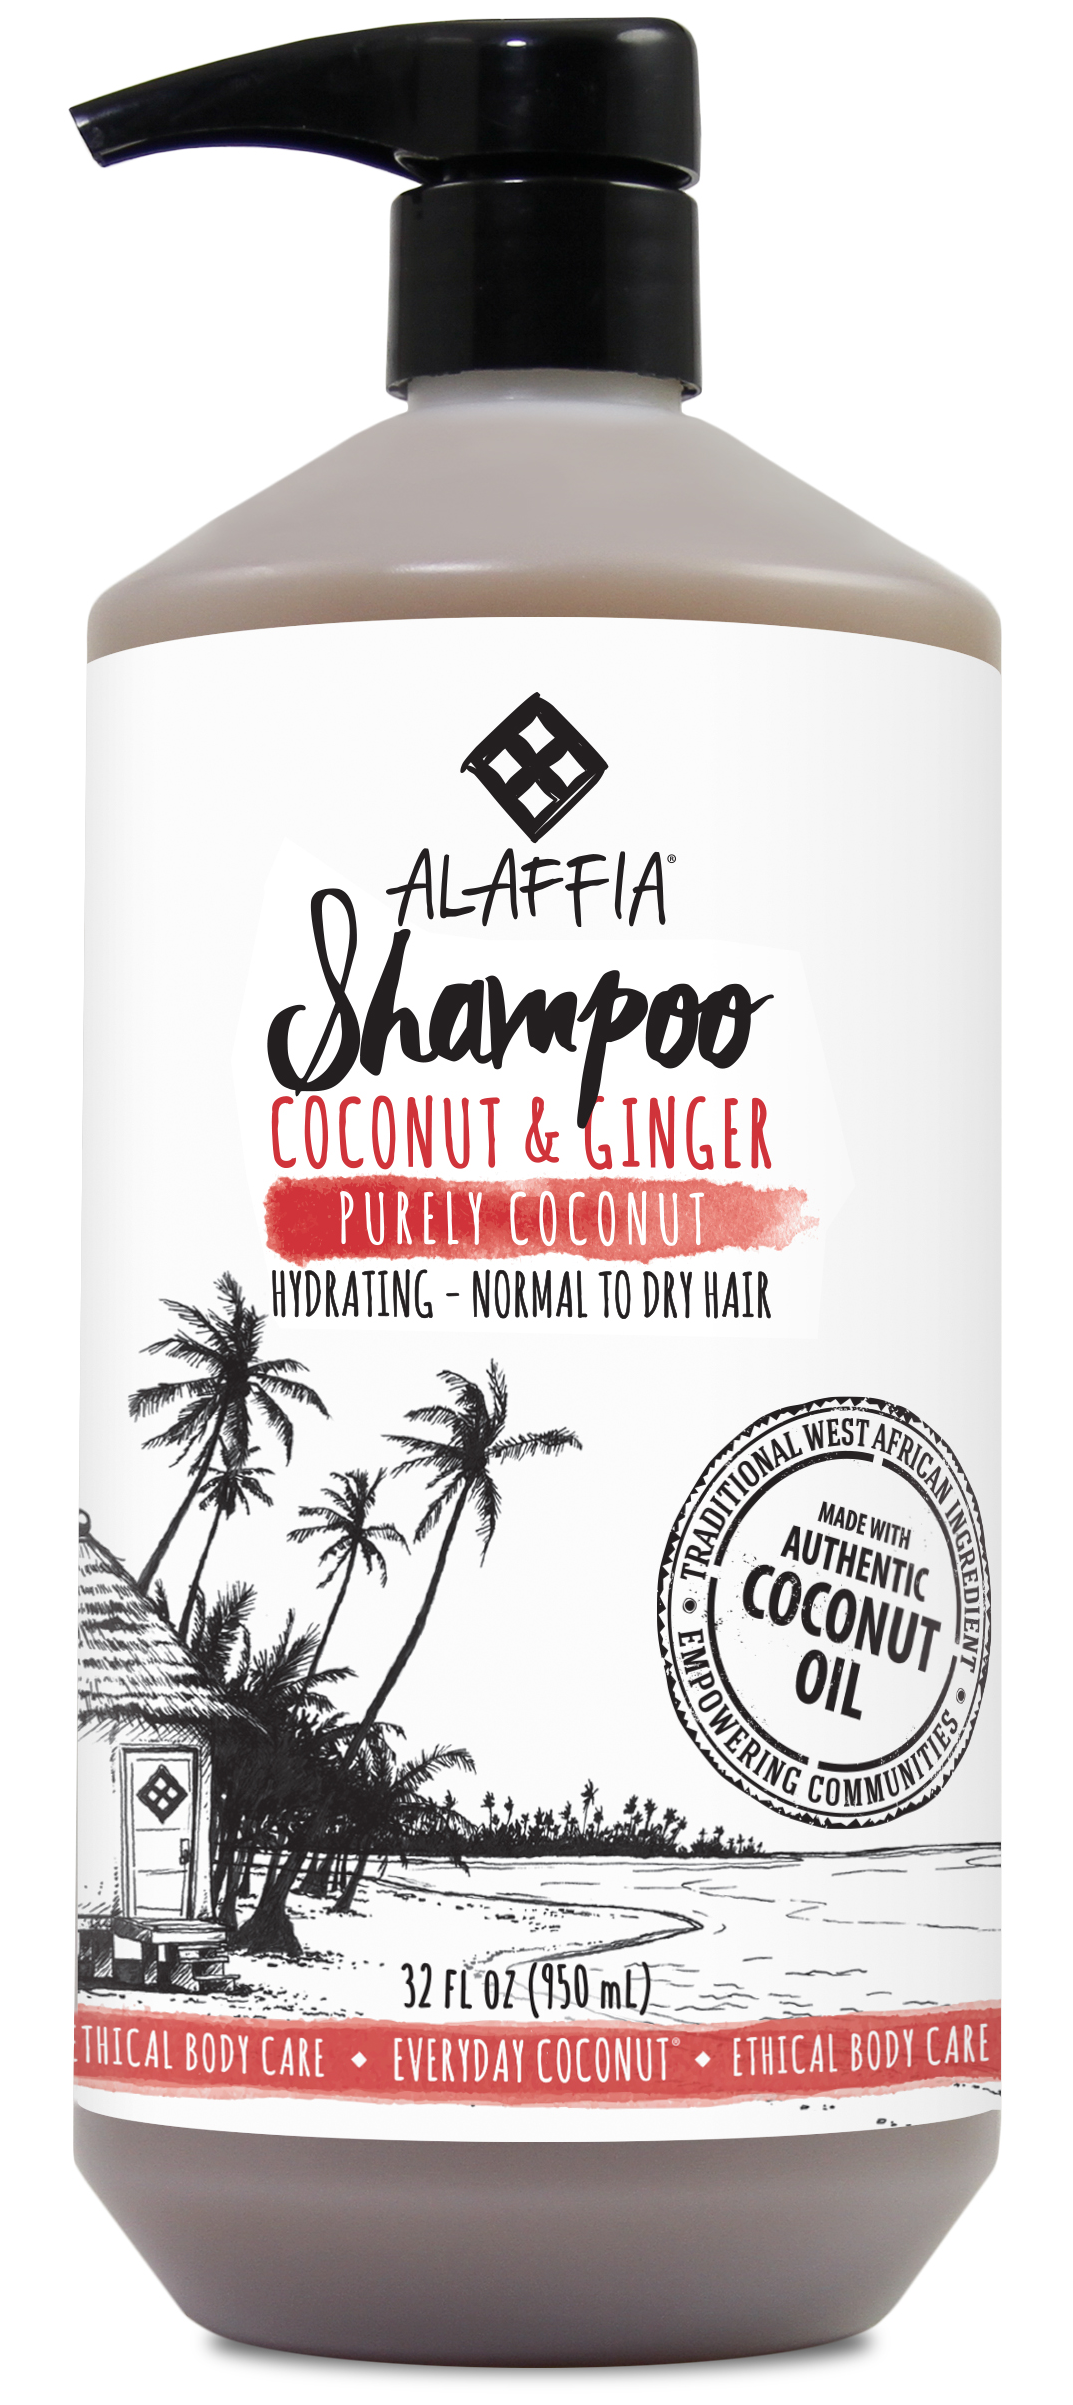 ALAFFIA®
Shampoo
COCONUT & GINGER
PURELY COCONUT
HYDRATING - NORMAL TO DRY HAIR
TRADITIONAL WEST AFRICAN INGREDIENT
MADE WITH
AUTHENTIC
COCONUT
OIL
• EMPOWERING COMMUNITIES •
32 FL OZ (950 mL)
ETHICAL BODY CARE ◆ EVERYDAY COCONUT® ◆ ETHICAL BODY CARE